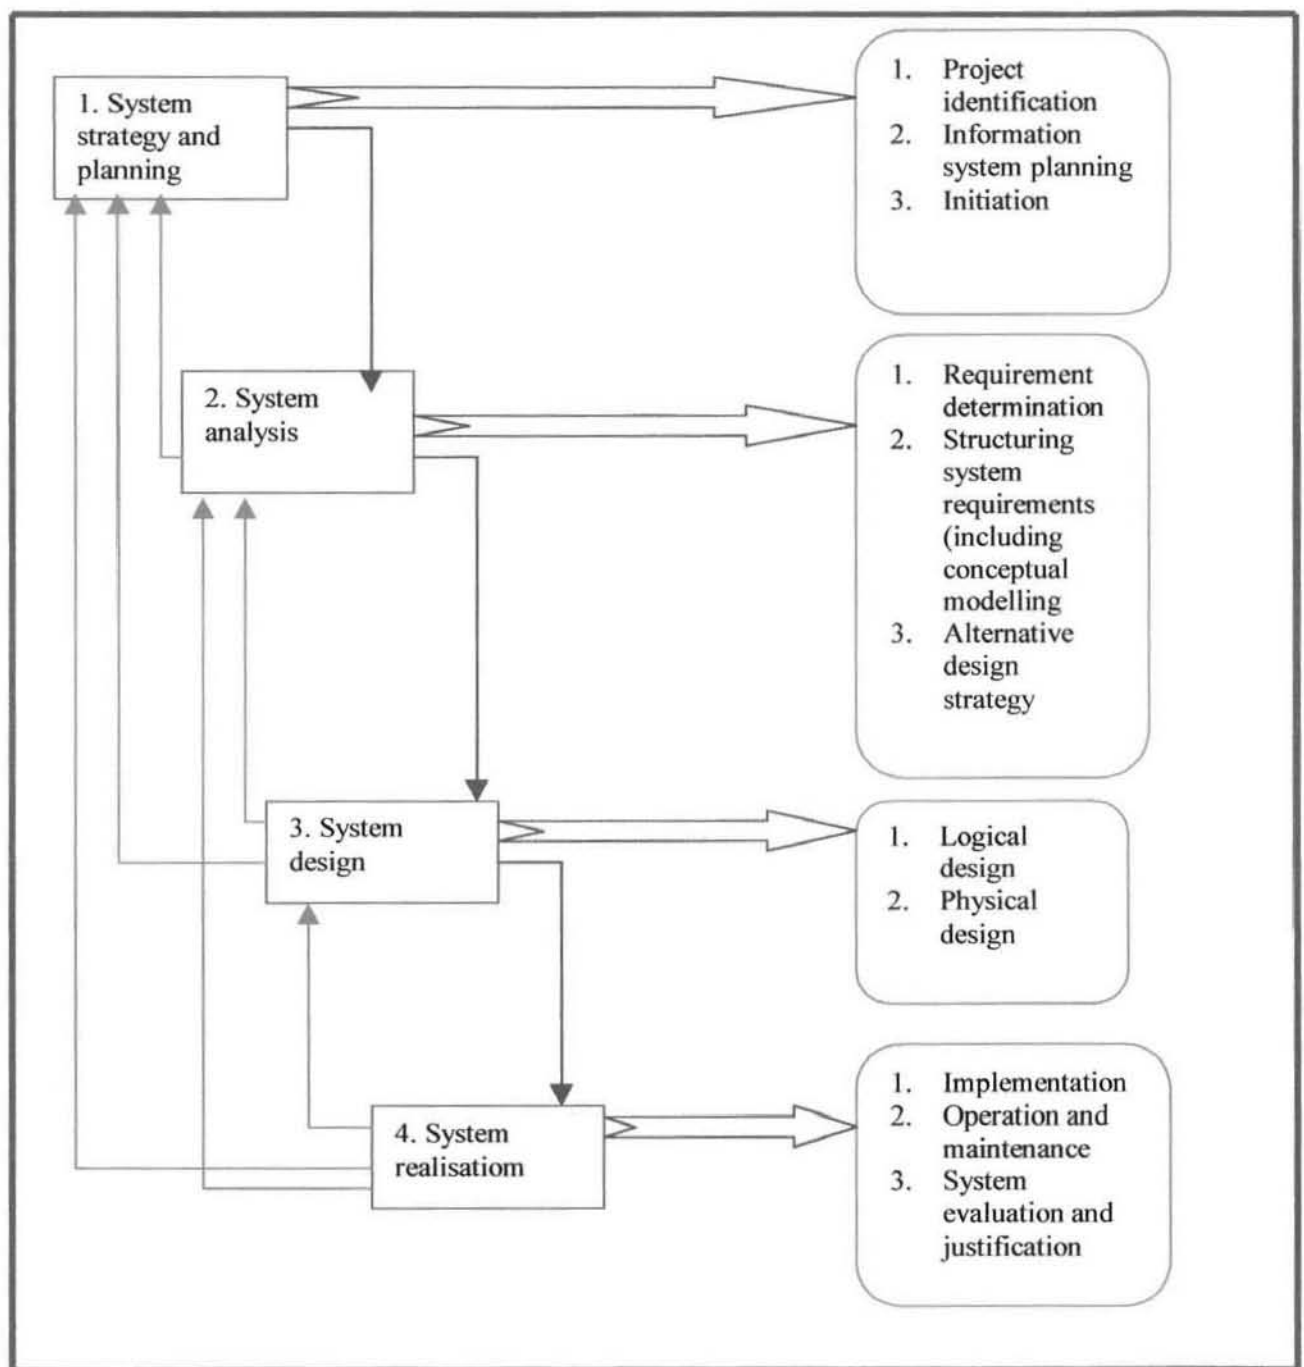 1. System
strategy and
planning
1. Project
identification
2. Information
system planning
3. Initiation
2. System
analysis
1. Requirement
determination
2. Structuring
system
requirements
(including
conceptual
modelling
3. Alternative
design
strategy
3. System
design
1. Logical
design
2. Physical
design
4. System
realisatiom
1. Implementation
2. Operation and
maintenance
3. System
evaluation and
justification